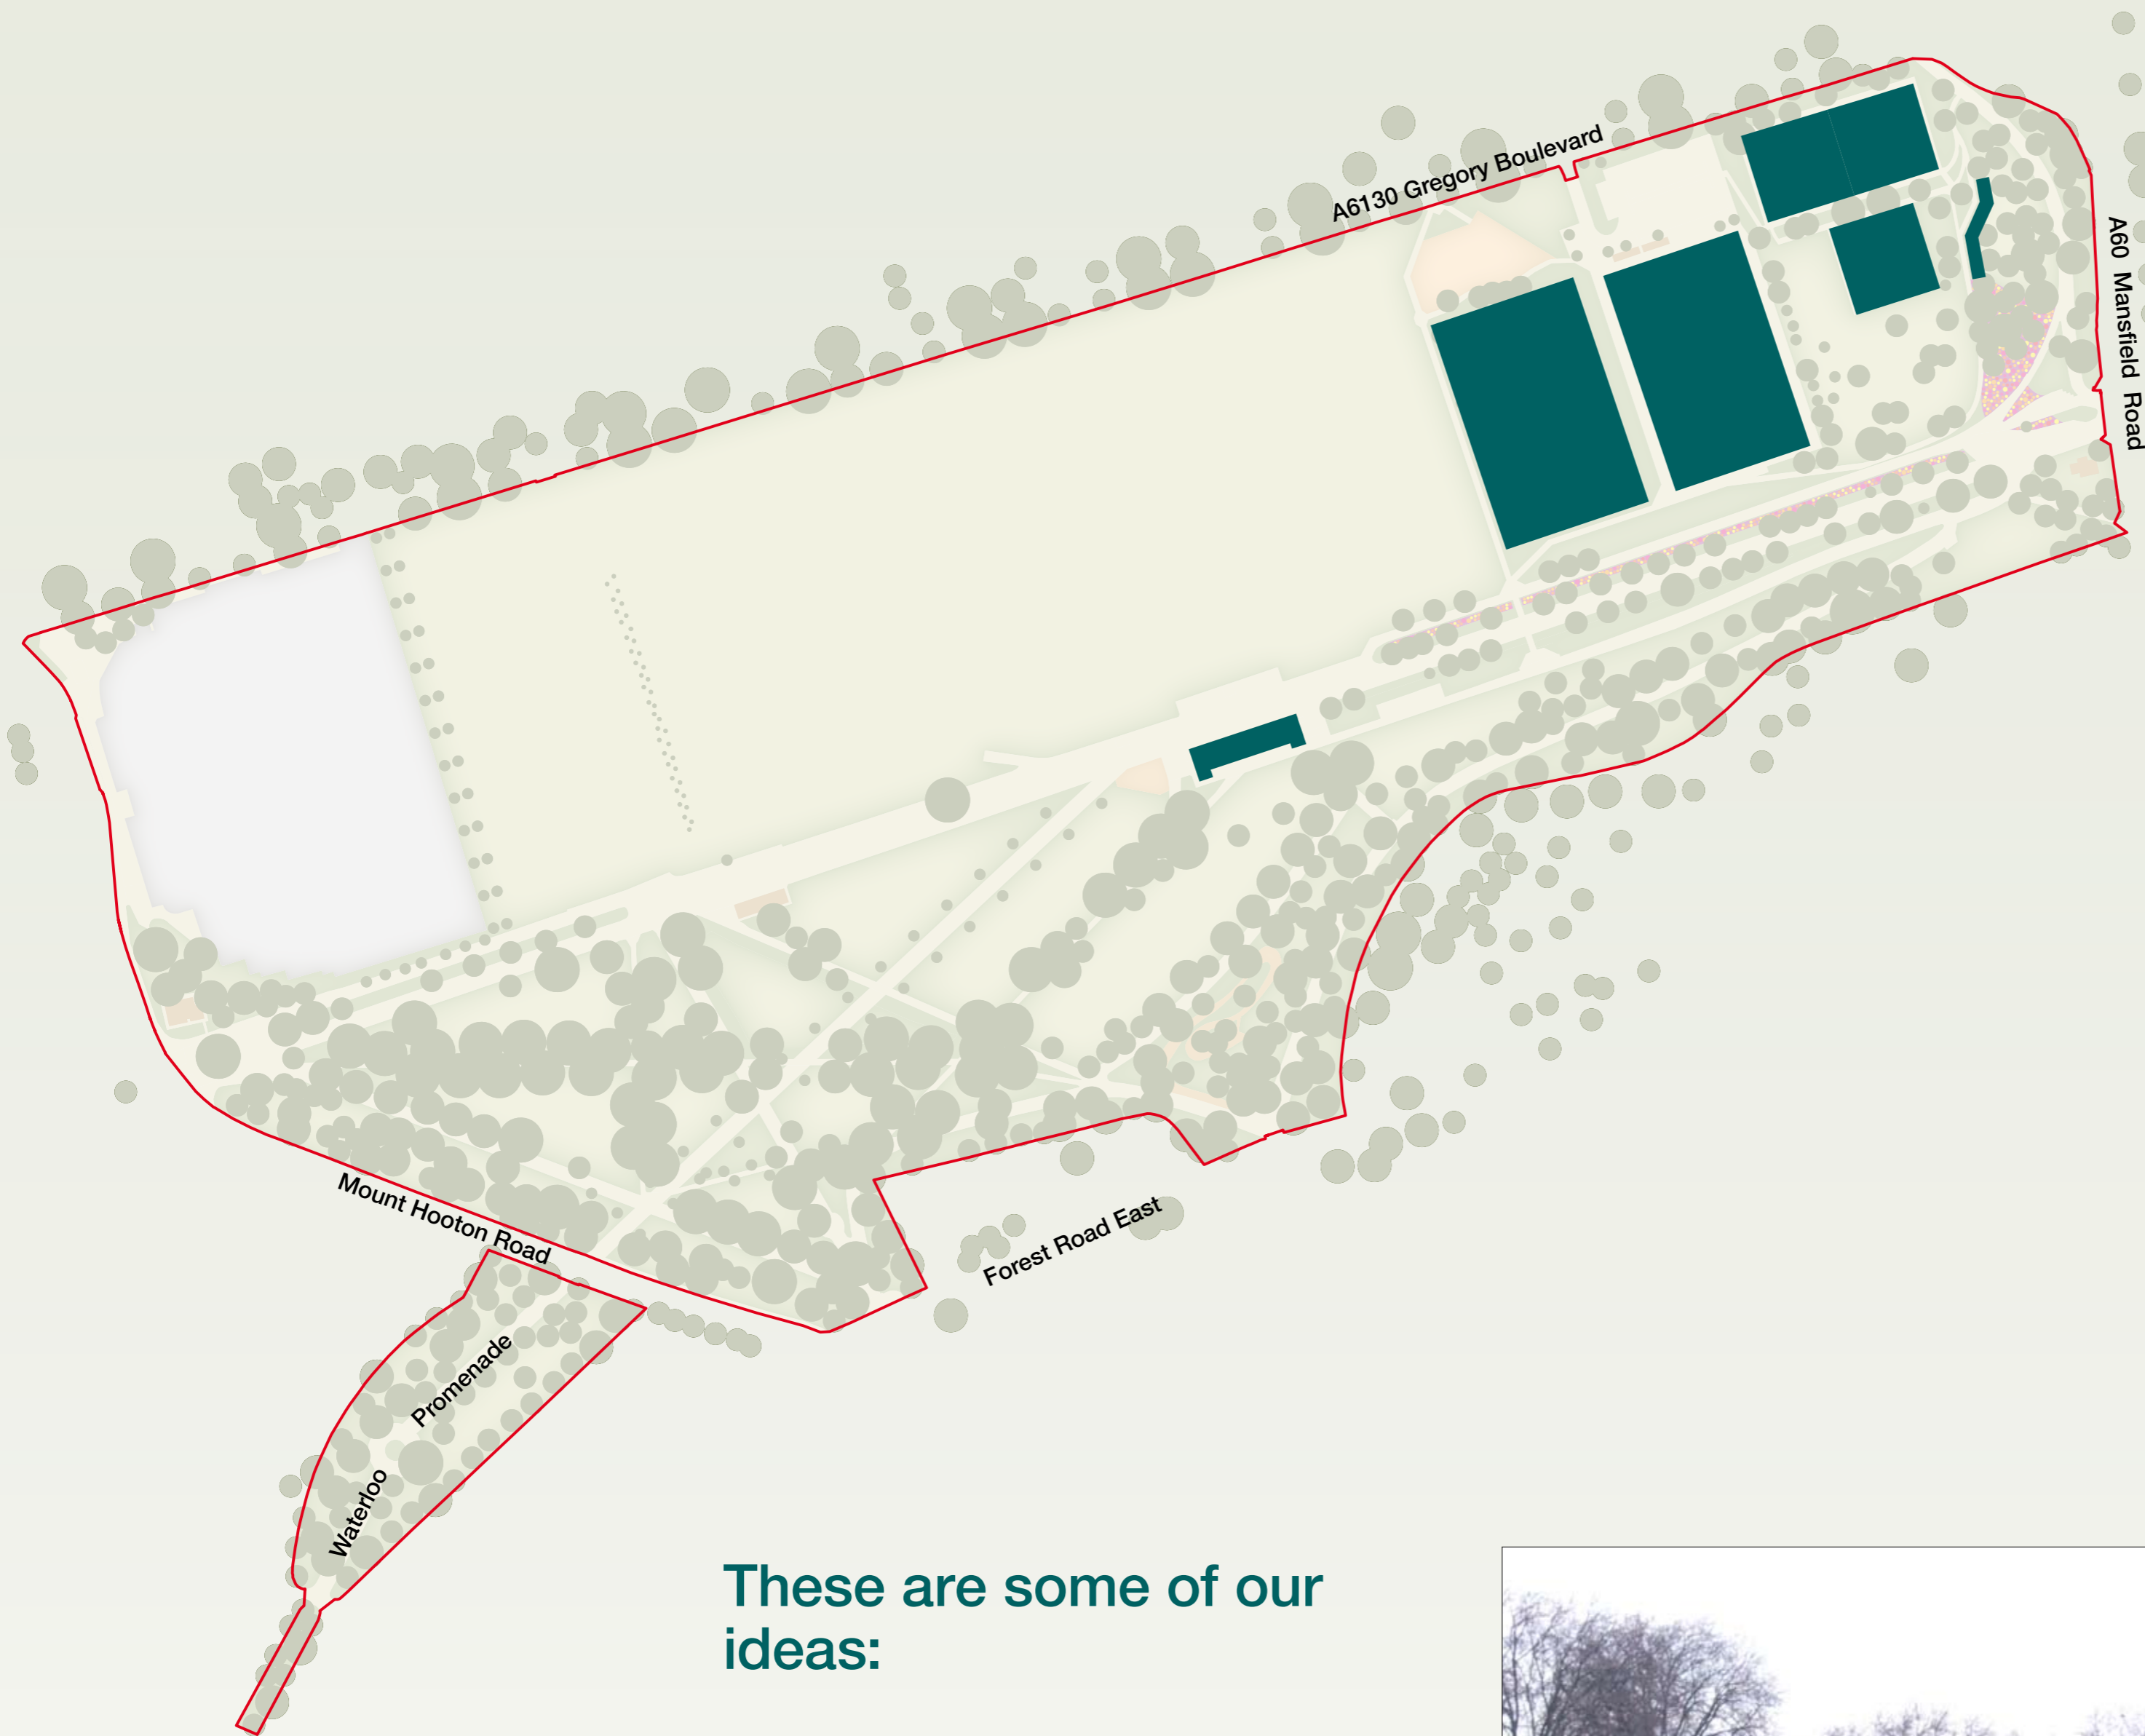 A6130 Gregory Boulevard
A60 Mansfield Road
Mount Hooton Road
Forest Road East
Promenade
Waterloo
These are some of our
ideas: